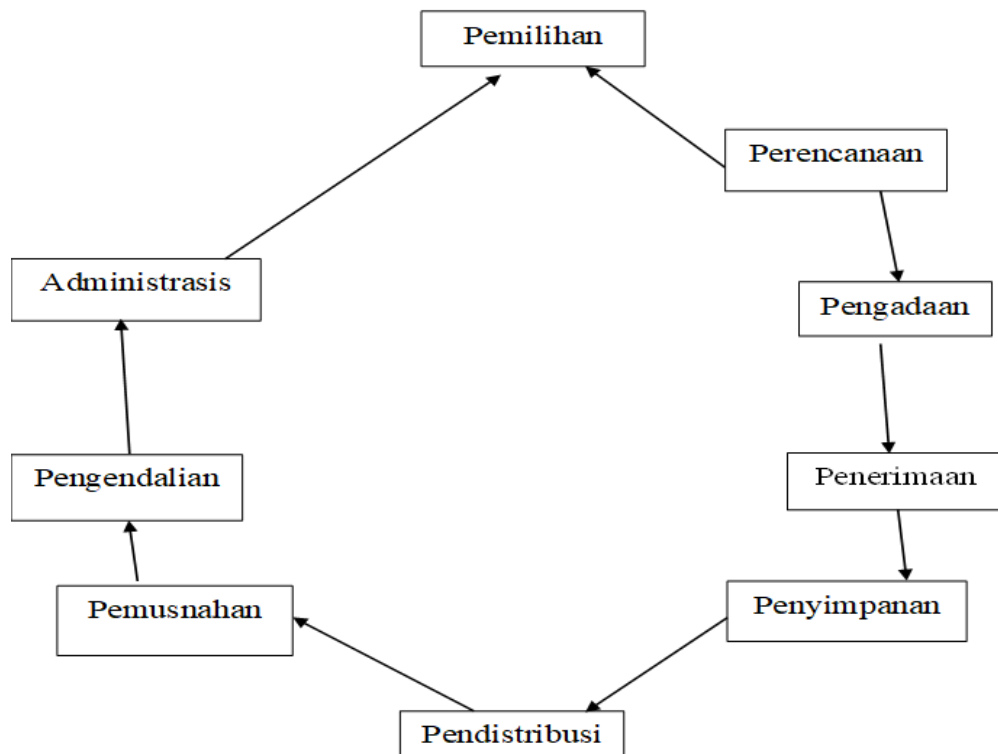 Pemilihan
Perencanaan
Pengadaan
Penerimaan
Penyimpanan
Pendistribusi
Pemusnahan
Pengendalian
Administrasis